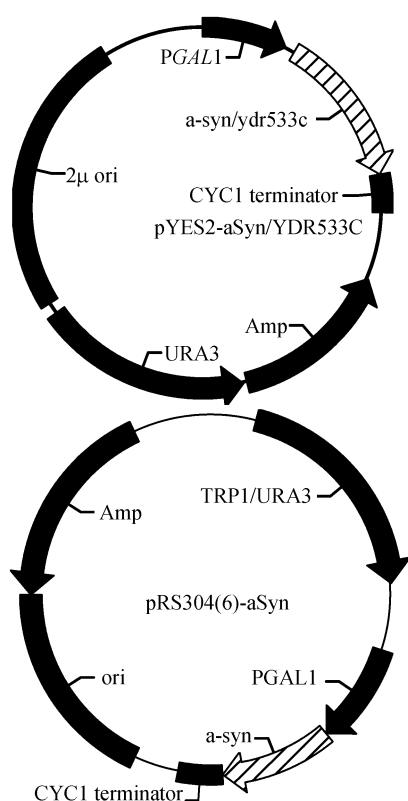 PGAL1
a-syn/ydr533c
2μ ori
CYC1 terminator
pYES2-aSyn/YDR533C
Amp
URA3
TRP1/URA3
Amp
pRS304(6)-aSyn
ori
PGAL1
a-syn
CYC1 terminator